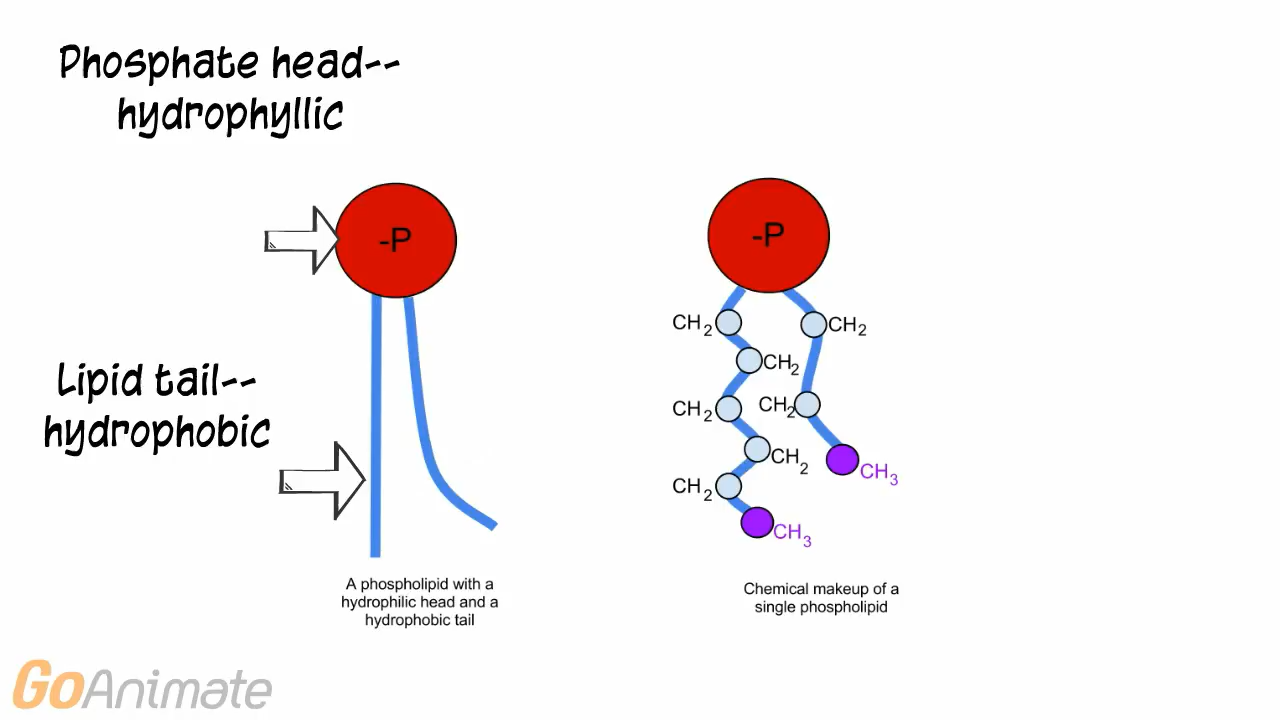 Phosphate head--
hydrophyllic
-P
Lipid tail--
hydrophobic
A phospholipid with a
hydrophilic head and a
hydrophobic tail
-P
CH2
CH2
CH2
CH2
CH2
CH2
CH2
CH3
CH3
Chemical makeup of a
single phospholipid
GoAnimate